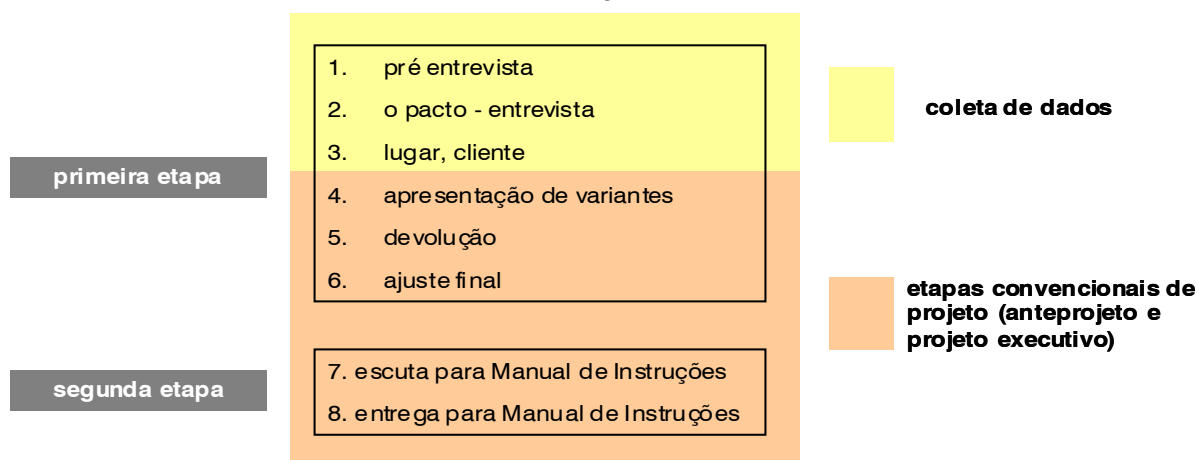 1. pré entrevista
2. o pacto - entrevista
3. lugar, cliente
4. apresentação de variantes
5. devolução
6. ajuste final
7. escuta para Manual de Instruções
8. entrega para Manual de Instruções
primeira etapa
segunda etapa
coleta de dados
etapas convencionais de
projeto (anteprojeto e
projeto executivo)